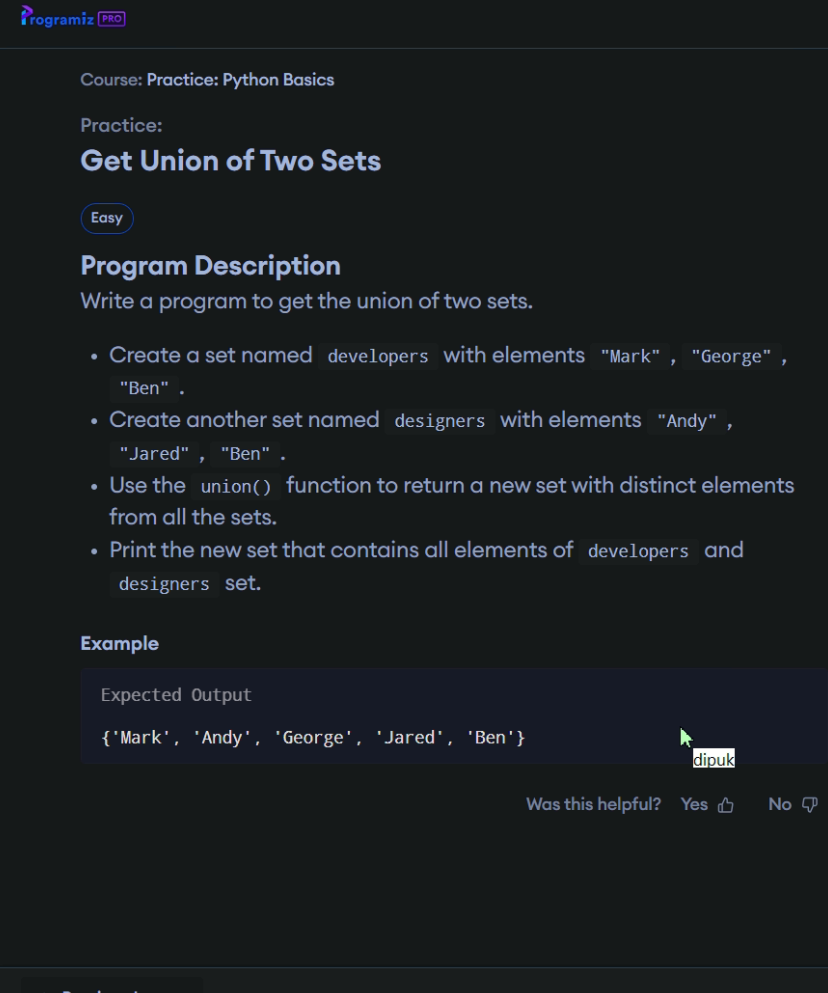 Programiz PRO
Course: Practice: Python Basics
Practice:
Get Union of Two Sets
Easy
Program Description
Write a program to get the union of two sets.
• Create a set named developers with elements "Mark" , "George" ,
"Ben" .
• Create another set named designers with elements "Andy" ,
"Jared" , "Ben" .
• Use the union() function to return a new set with distinct elements
from all the sets.
• Print the new set that contains all elements of developers and
designers set.
Example
Expected Output
{'Mark', 'Andy', 'George', 'Jared', 'Ben'}
dipuk
Was this helpful? Yes No